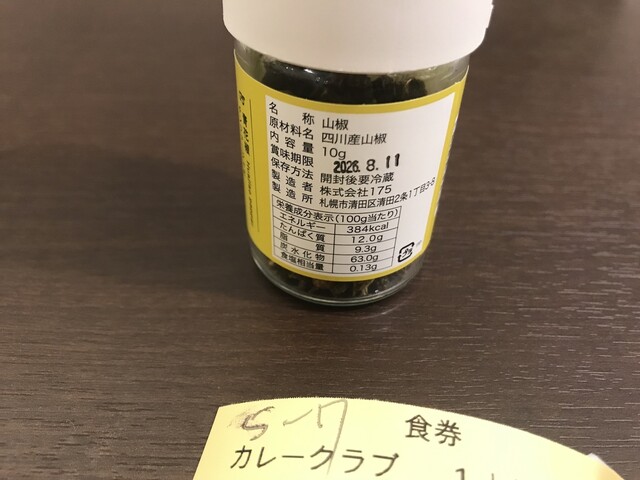 名称 山椒
原材料名 四川産山椒
内容量 10g
賞味期限 2026.8.11
保存方法 開封後要冷蔵
製造者 株式会社175
製造所 札幌市清田区清田2条1丁目3-8
栄養成分表示(100g当たり)
エネルギー 384kcal
たんぱく質 12.0g
脂質 9.3g
炭水化物 63.0g
食塩相当量 0.13g
食券
カレークラブ